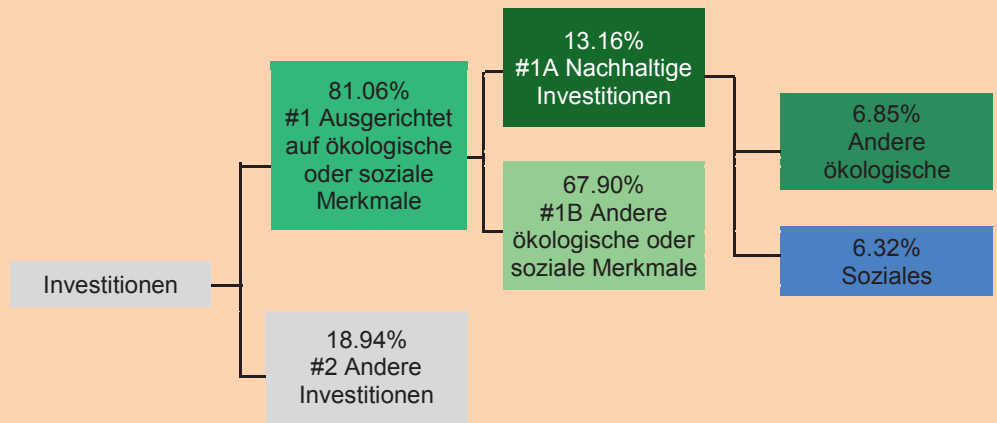 Investitionen
81.06%
#1 Ausgerichtet
auf ökologische
oder soziale
Merkmale
18.94%
#2 Andere
Investitionen
13.16%
#1A Nachhaltige
Investitionen
67.90%
#1B Andere
ökologische oder
soziale Merkmale
6.85%
Andere
ökologische
6.32%
Soziales